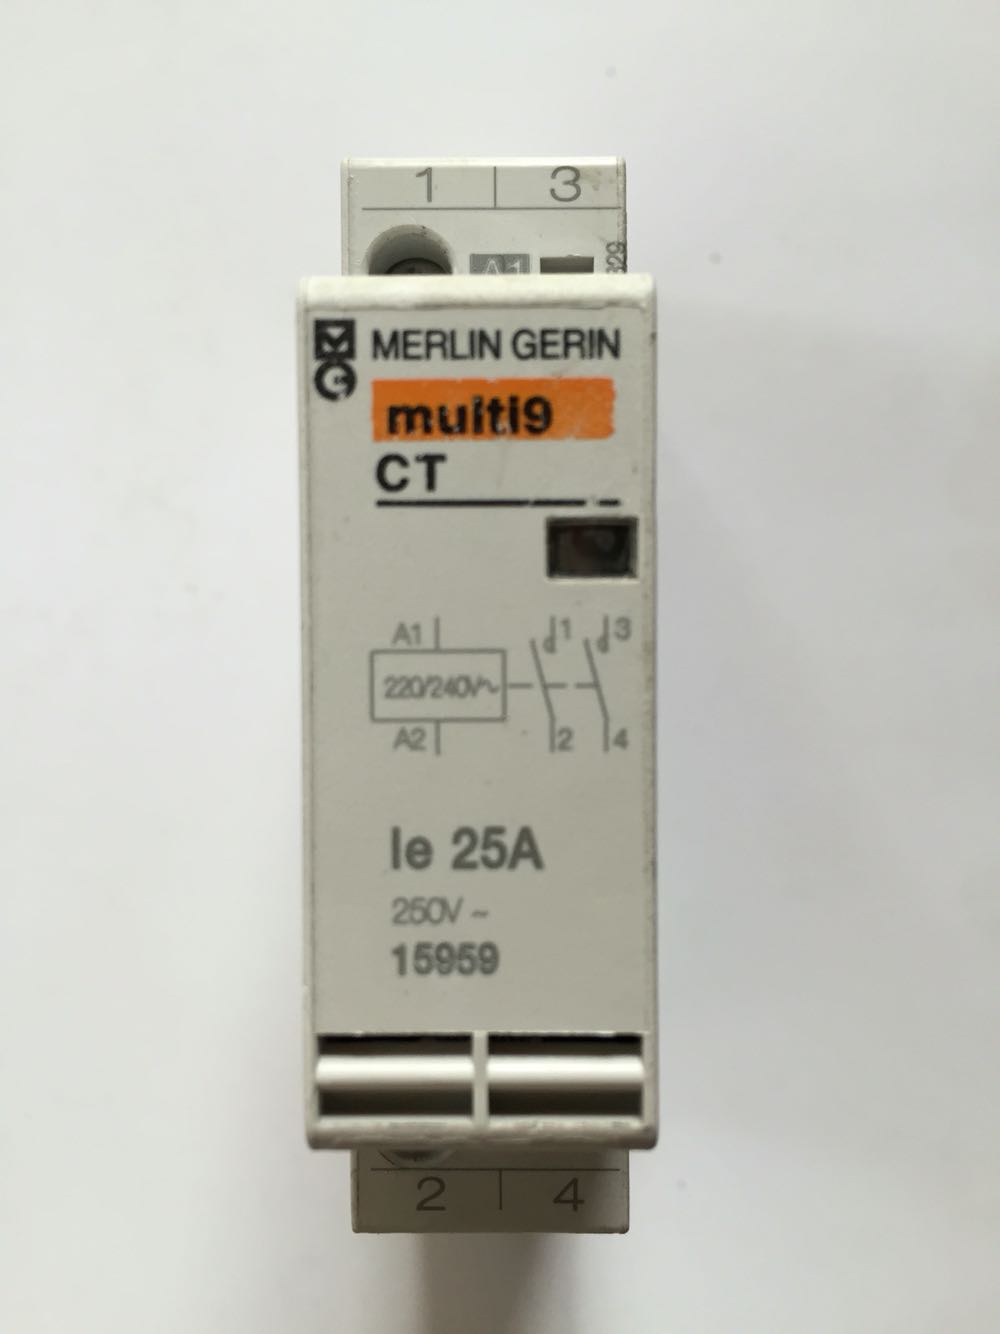 1 3
A1
629
MERLIN GERIN
multi9
CT
A1 1 3
220/240V~
A2 2 4
Ie 25A
250V ~
15959
2 4